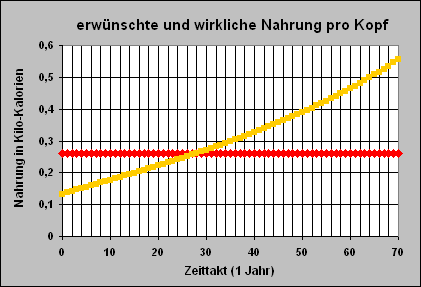 erwünschte und wirkliche Nahrung pro Kopf
Nahrung in Kilo-Kalorien
0,6
0,5
0,4
0,3
0,2
0,1
0
0 10 20 30 40 50 60 70
Zeittakt (1 Jahr)